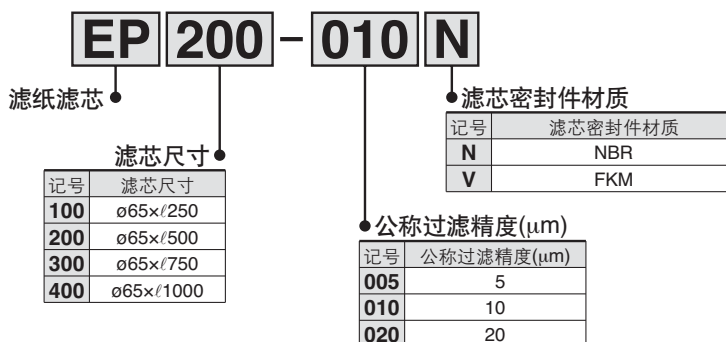 EP 200 - 010 N
滤纸滤芯
滤芯密封件材质
记号 滤芯密封件材质
N NBR
V FKM
滤芯尺寸
记号 滤芯尺寸
100 ø65×ℓ250
200 ø65×ℓ500
300 ø65×ℓ750
400 ø65×ℓ1000
公称过滤精度(μm)
记号 公称过滤精度(μm)
005 5
010 10
020 20